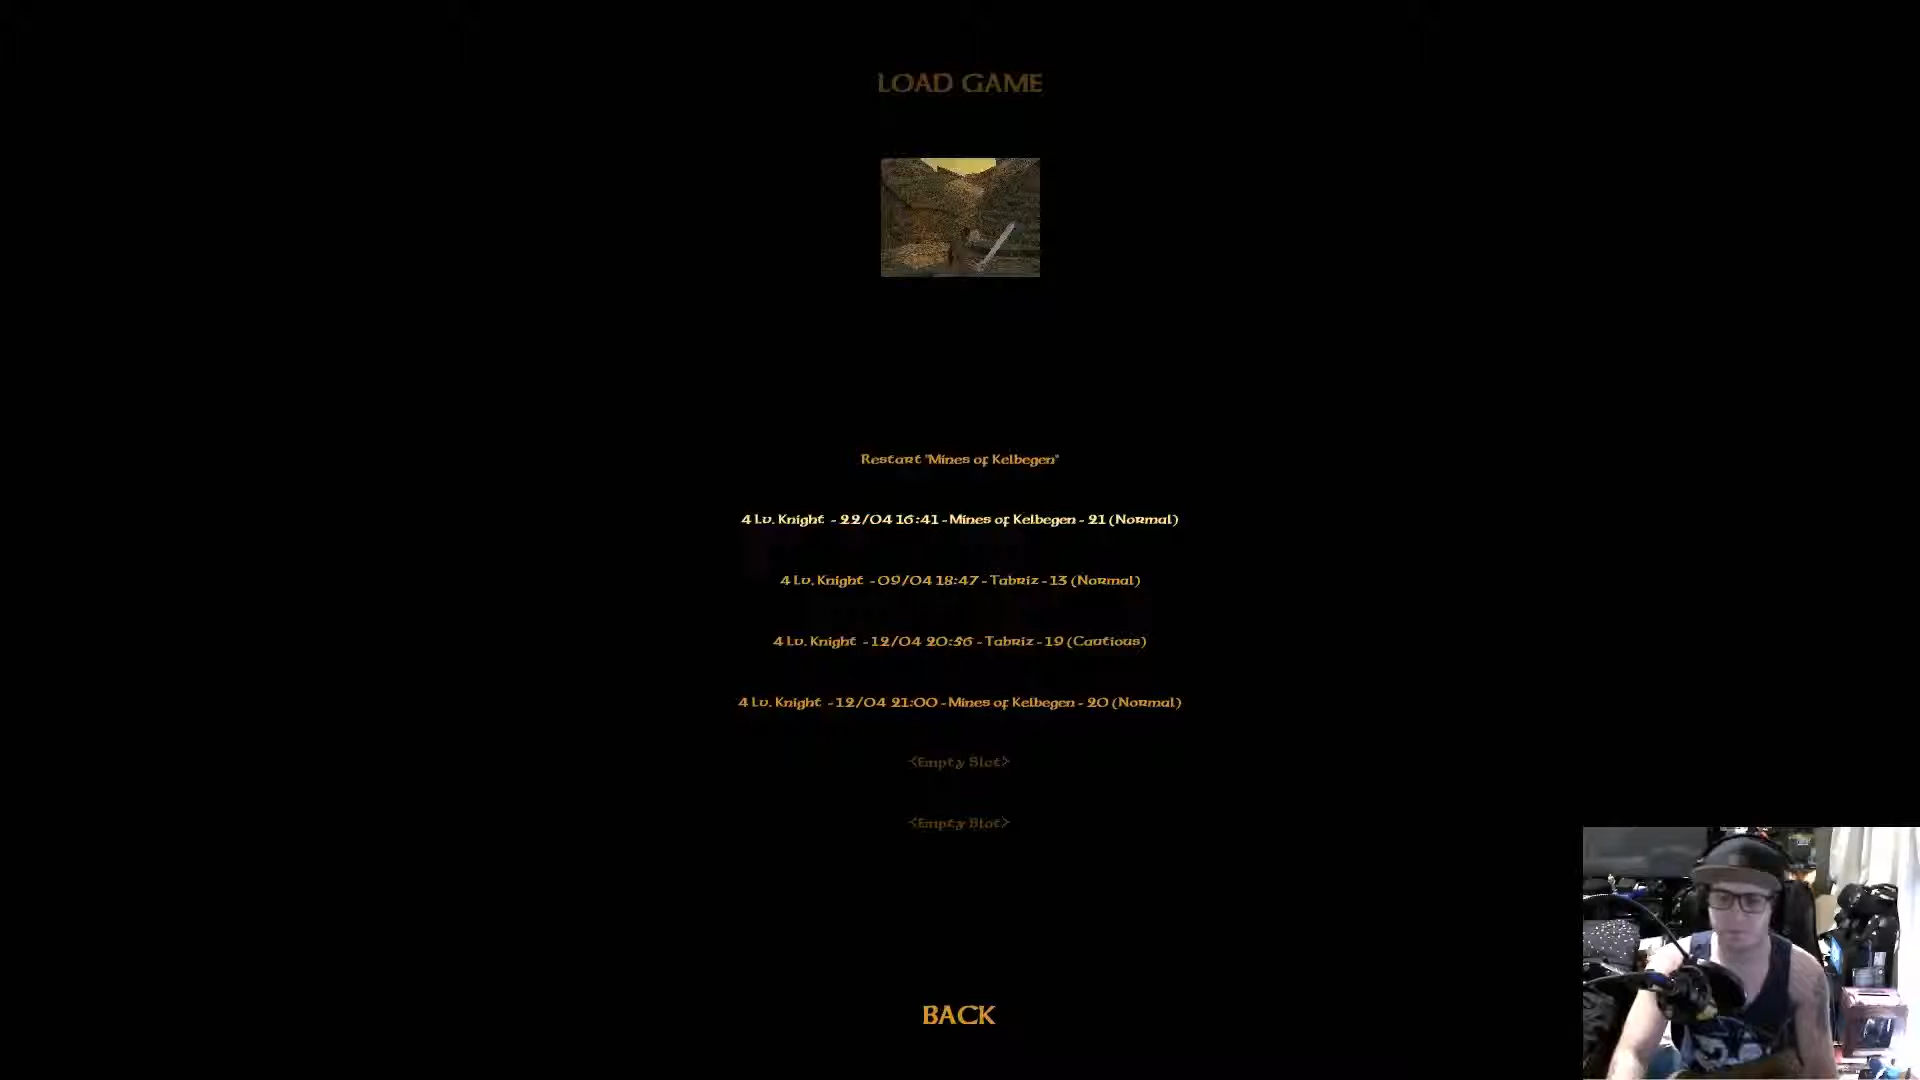 LOAD GAME
Restart "Mines of Kelbegen"
4 Lv. Knight - 22/04 16:41 - Mines of Kelbegen - 21 (Normal)
4 Lv. Knight - 09/04 18:47 - Tabriz - 13 (Normal)
4 Lv. Knight - 12/04 20:56 - Tabriz - 19 (Cautious)
4 Lv. Knight - 12/04 21:00 - Mines of Kelbegen - 20 (Normal)
<Empty Slot>
<Empty Slot>
BACK